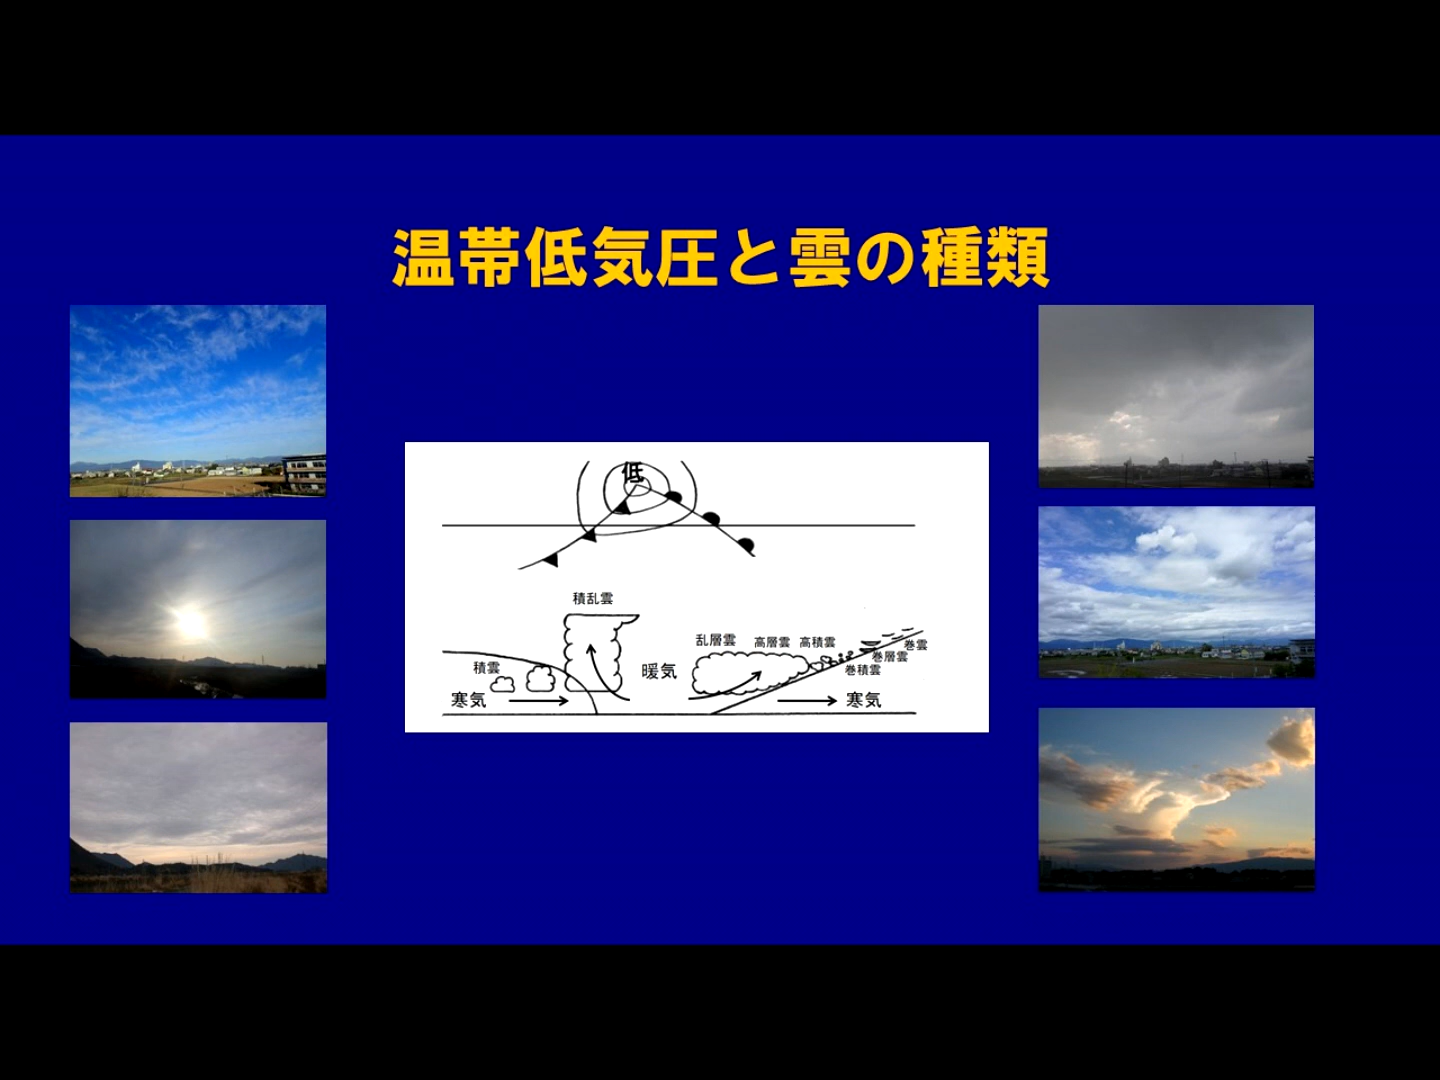 温帯低気圧と雲の種類
低
積乱雲
乱層雲 高層雲 高積雲 巻雲
巻層雲
積雲 暖気 巻積雲
寒気 寒気